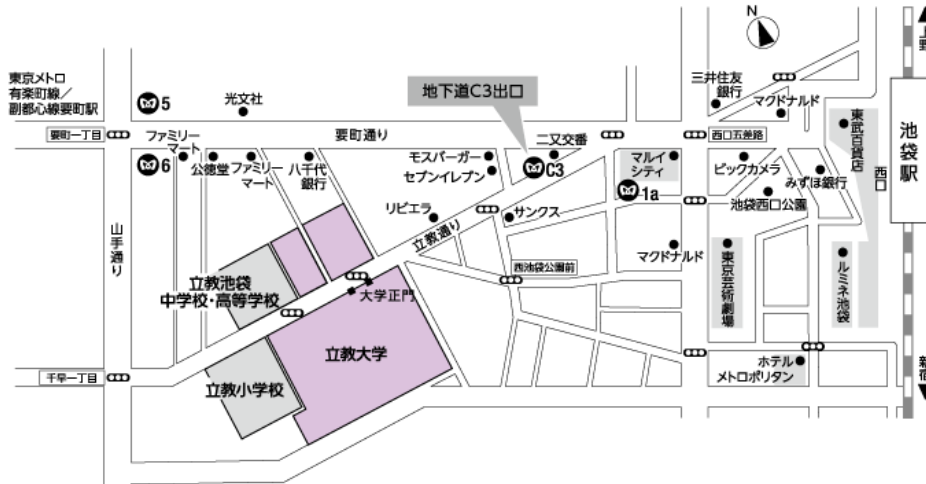 N
上野
東京メトロ
有楽町線／
副都心線要町駅
5
光文社
地下道C3出口
三井住友
銀行
マクドナルド
要町一丁目
ファミリー
マート
要町通り
二又交番
西口五差路
東武百貨店
池袋駅
6
公徳堂
ファミリー
マート
八千代
銀行
モスバーガー
セブンイレブン
C3
マルイ
シティ
1a
ビックカメラ
みずほ銀行
西口
池袋西口公園
リビエラ
サンクス
立教通り
山手通り
マクドナルド
西池袋公園前
東京芸術劇場
ルミネ池袋
立教池袋
中学校・高等学校
大学正門
立教大学
立教小学校
千早一丁目
ホテル
メトロポリタン
新宿